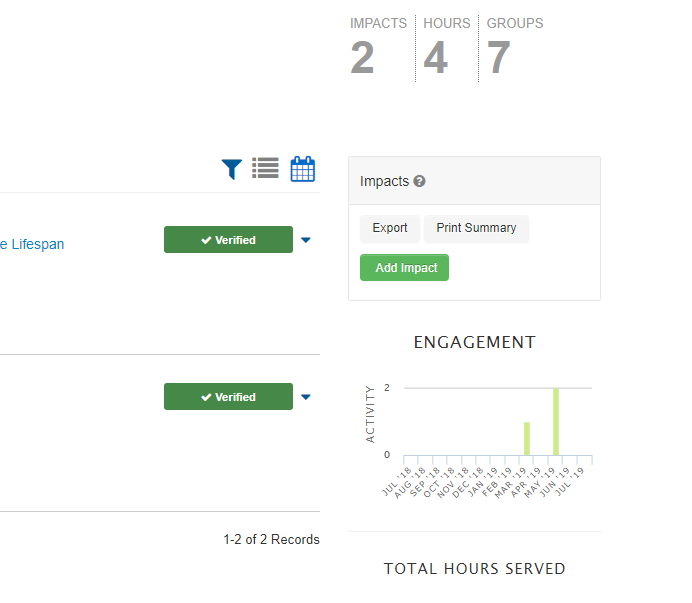 IMPACTS HOURS GROUPS
2 4 7
Impacts
e Lifespan
Verified
Export Print Summary
Add Impact
ENGAGEMENT
Verified
ACTIVITY
2
0
JUL '18 AUG '18 SEP '18 OCT '18 NOV '18 DEC '18 JAN '19 FEB '19 MAR '19 APR '19 MAY '19 JUN '19 JUL '19
1-2 of 2 Records
TOTAL HOURS SERVED